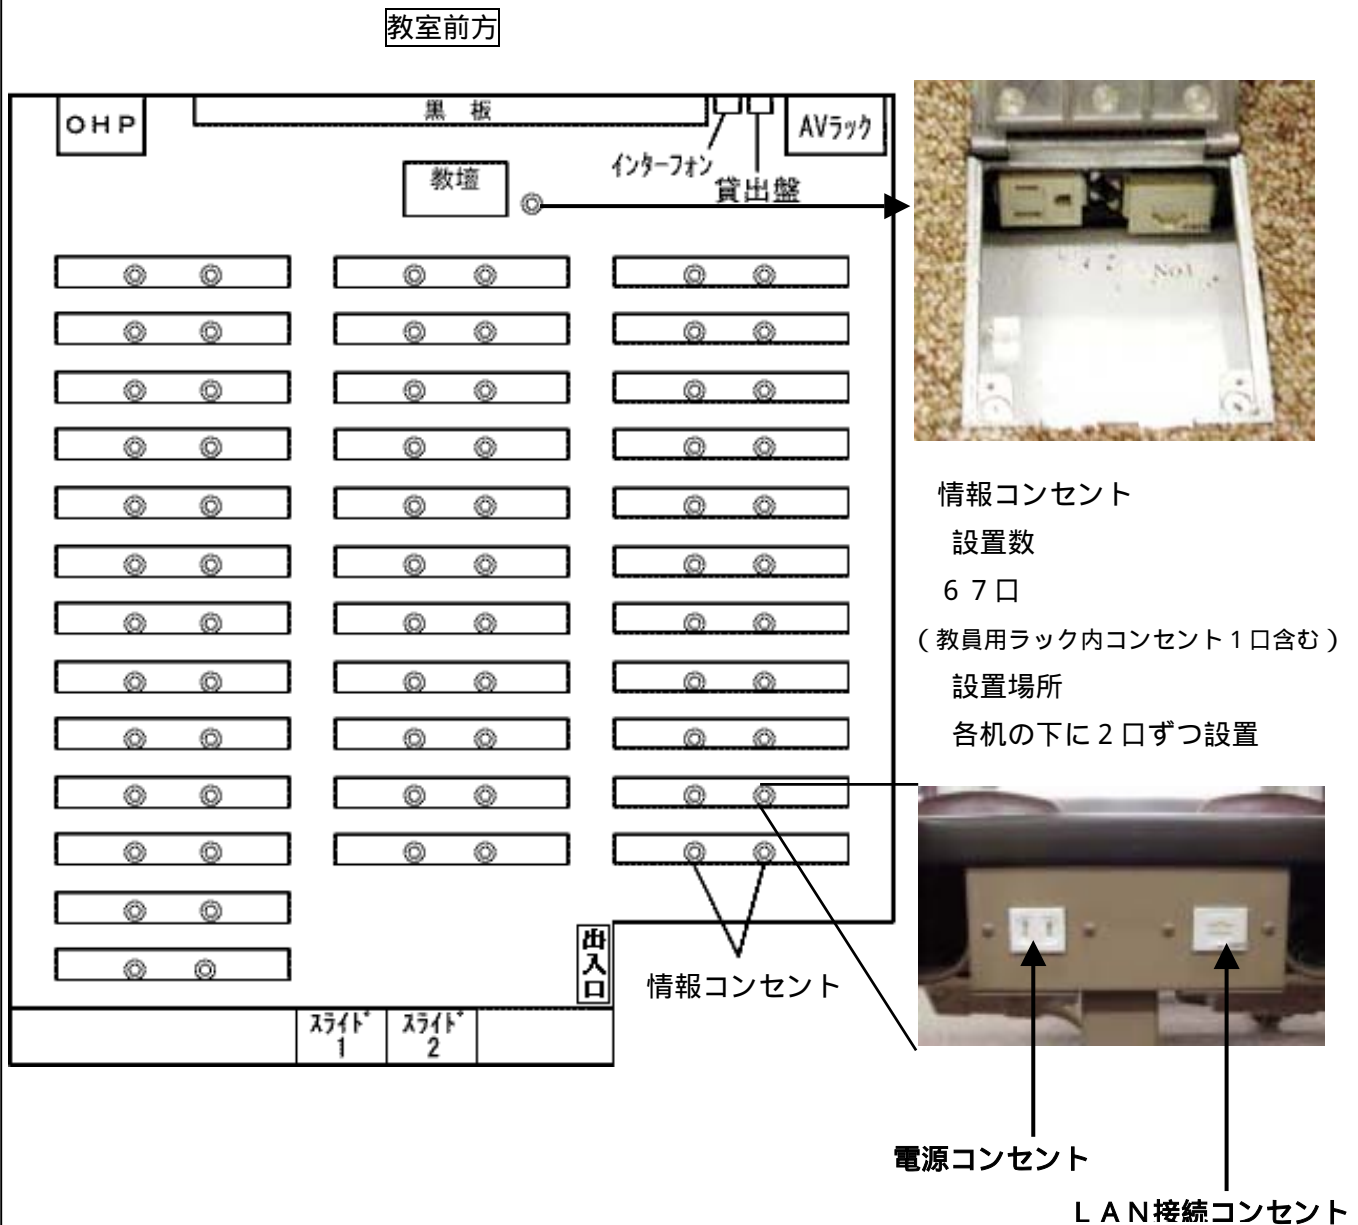 教室前方
OHP
黒 板
AVラック
インターフォン
貸出盤
教壇
No1
情報コンセント
設置数
67口
(教員用ラック内コンセント1口含む)
設置場所
各机の下に2口ずつ設置
出入口
情報コンセント
スライド
1
スライド
2
電源コンセント
LAN接続コンセント